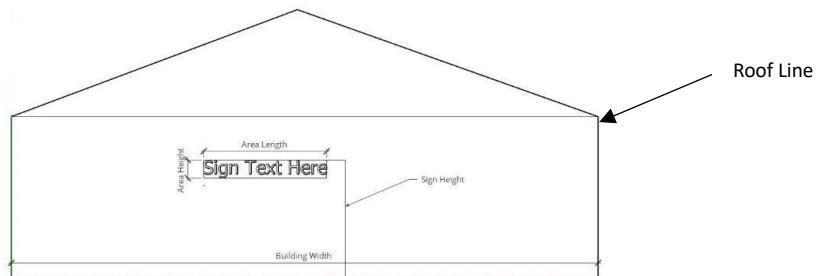 Roof Line
Area Length
Area Height
Sign Text Here
Sign Height
Building Width